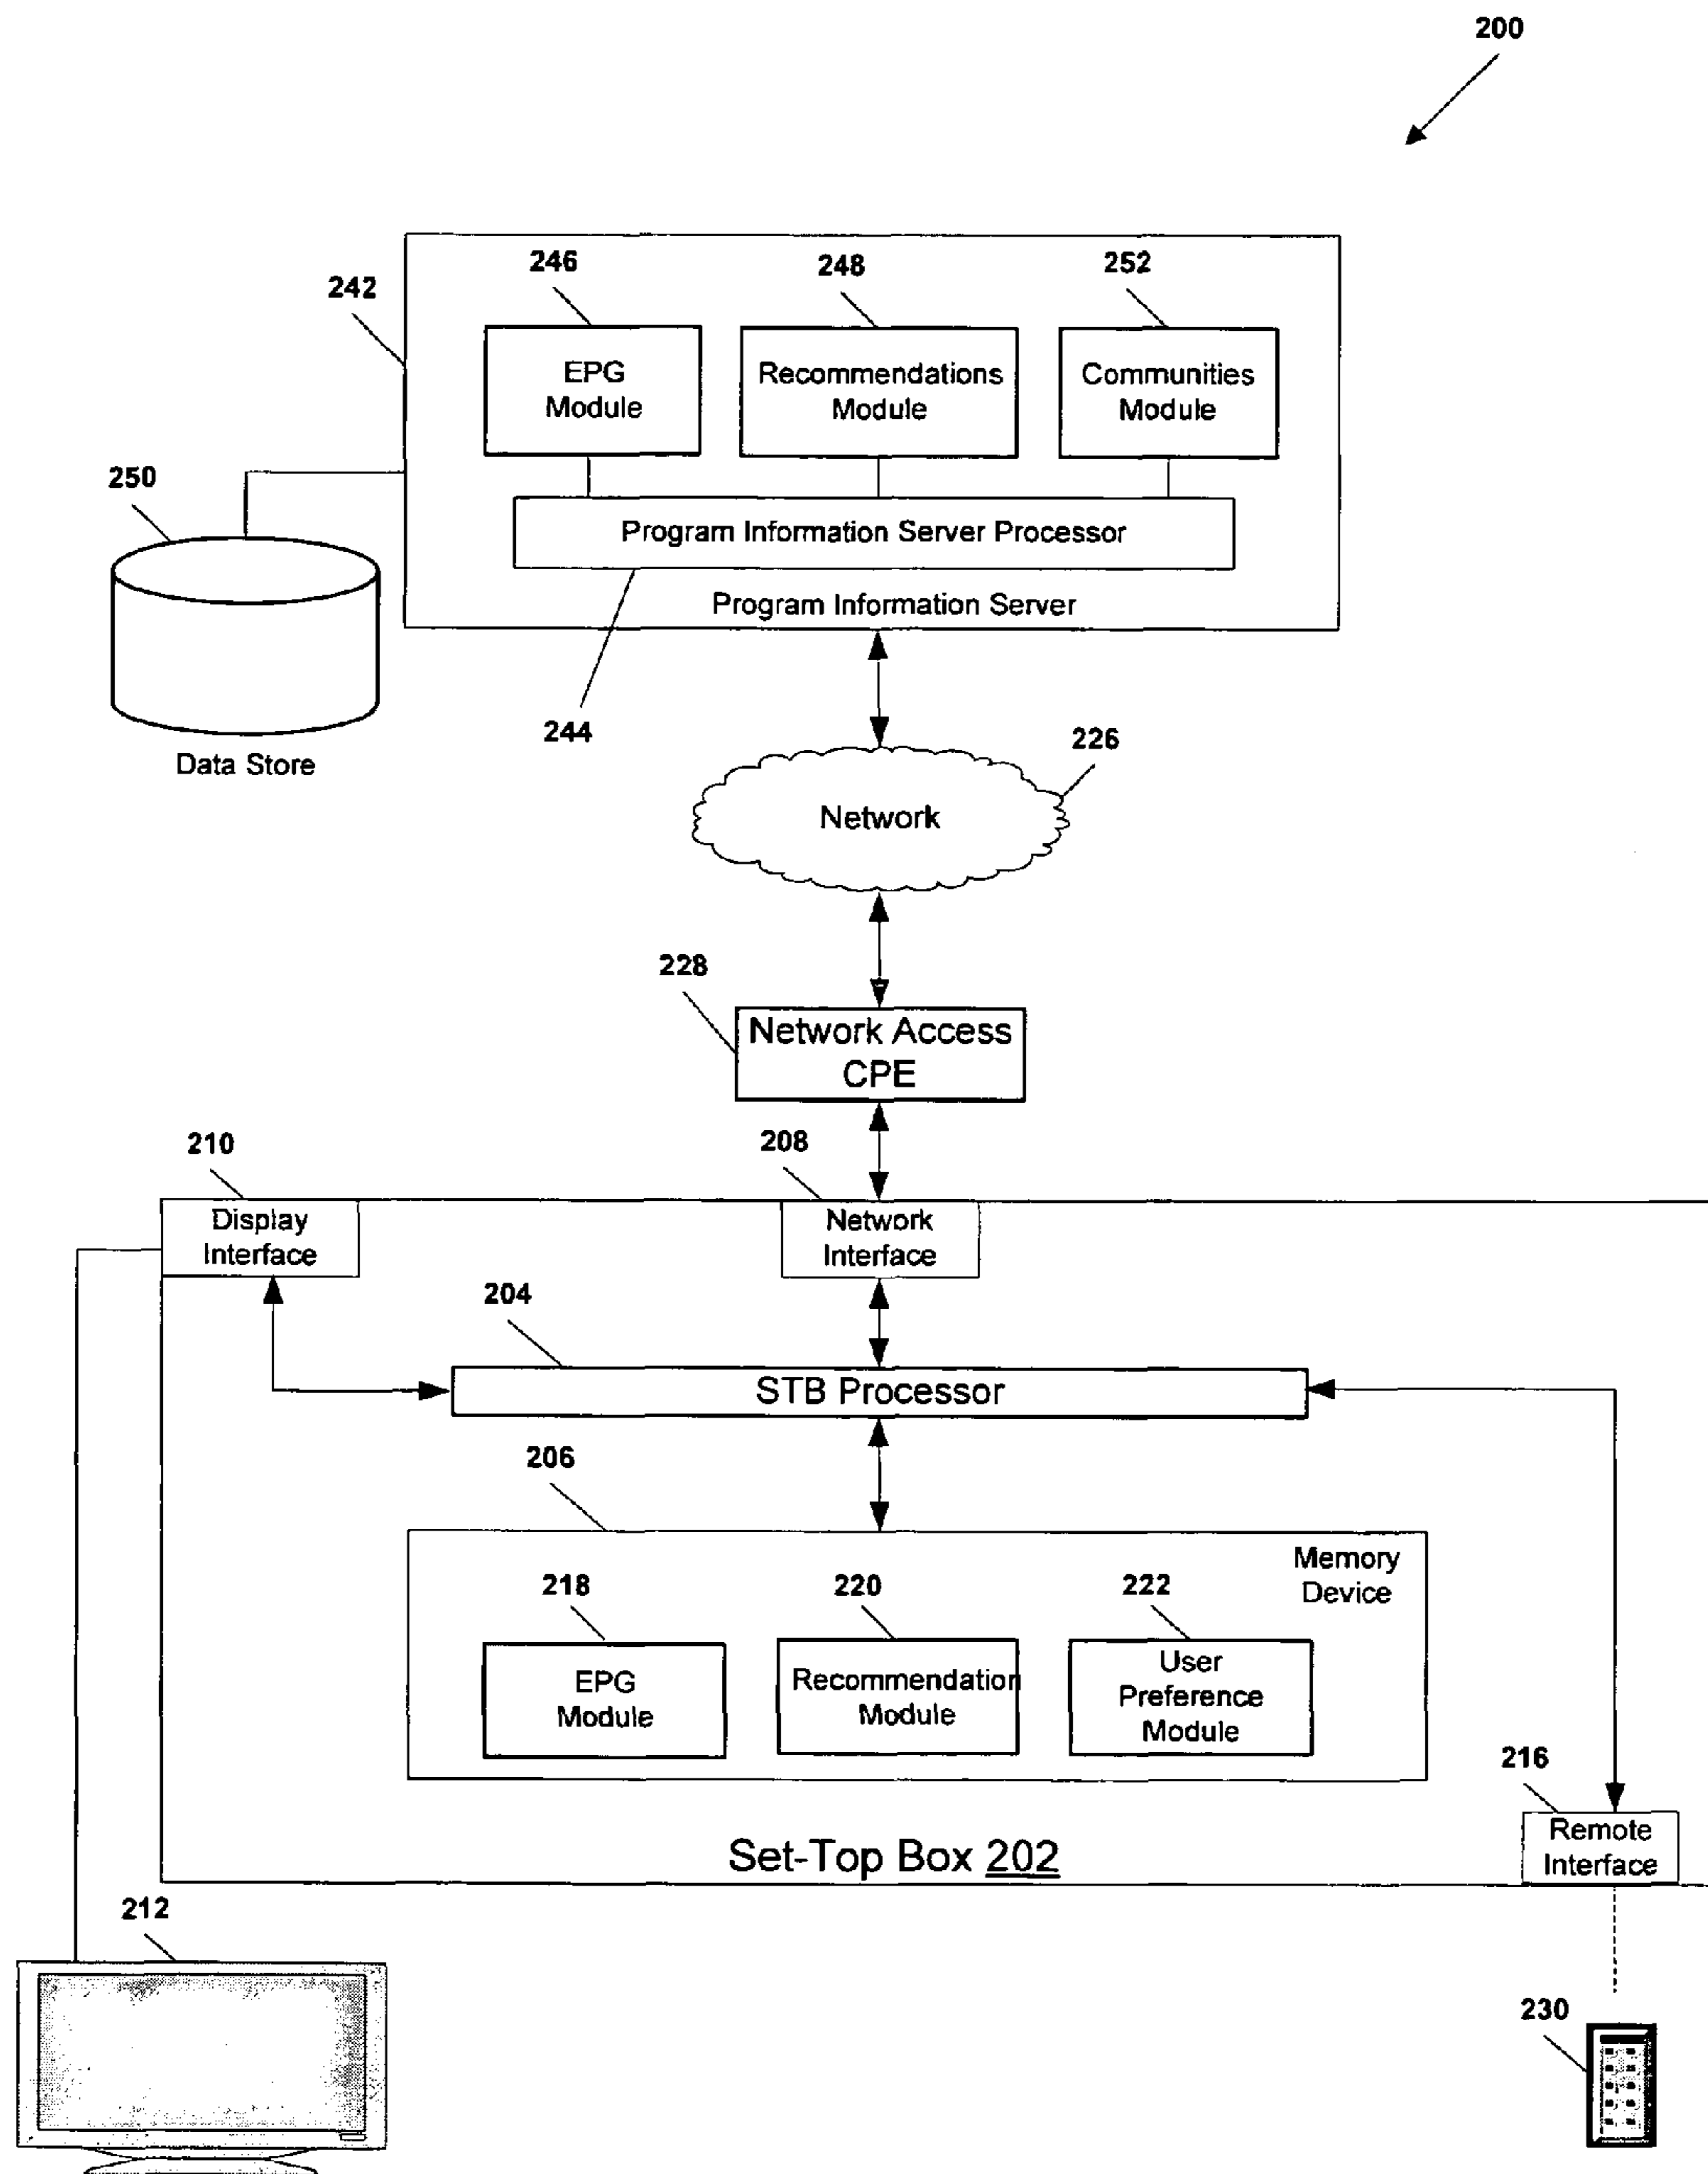 200
246
248
252
242
EPG
Module
Recommendations
Module
Communities
Module
250
Program Information Server Processor
Program Information Server
244
Data Store
226
Network
228
Network Access
CPE
210
208
Display
Interface
Network
Interface
204
STB Processor
206
Memory
Device
218
220
222
EPG
Module
Recommendation
Module
User
Preference
Module
216
Remote
Interface
Set-Top Box 202
212
230